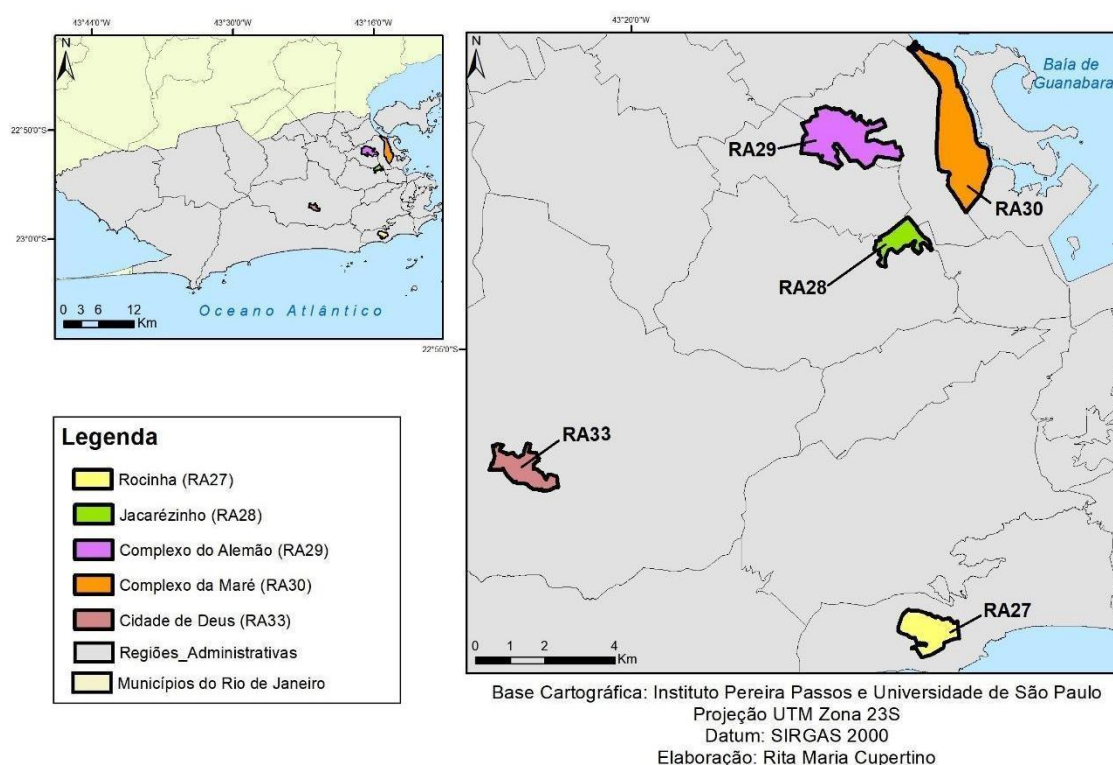 43°44'0"W
43°30'0"W
43°16'0"W
N
22°50'0"S
23°0'0"S
0 3 6 12
Km
Oceano Atlântico
43°20'0"W
N
Baía de
Guanabara
RA29
RA30
RA28
22°55'0"S
RA33
RA27
0 1 2 4
Km
Legenda
Rocinha (RA27)
Jacarézinho (RA28)
Complexo do Alemão (RA29)
Complexo da Maré (RA30)
Cidade de Deus (RA33)
Regiões_Administrativas
Municípios do Rio de Janeiro
Base Cartográfica: Instituto Pereira Passos e Universidade de São Paulo
Projeção UTM Zona 23S
Datum: SIRGAS 2000
Elaboração: Rita Maria Cupertino